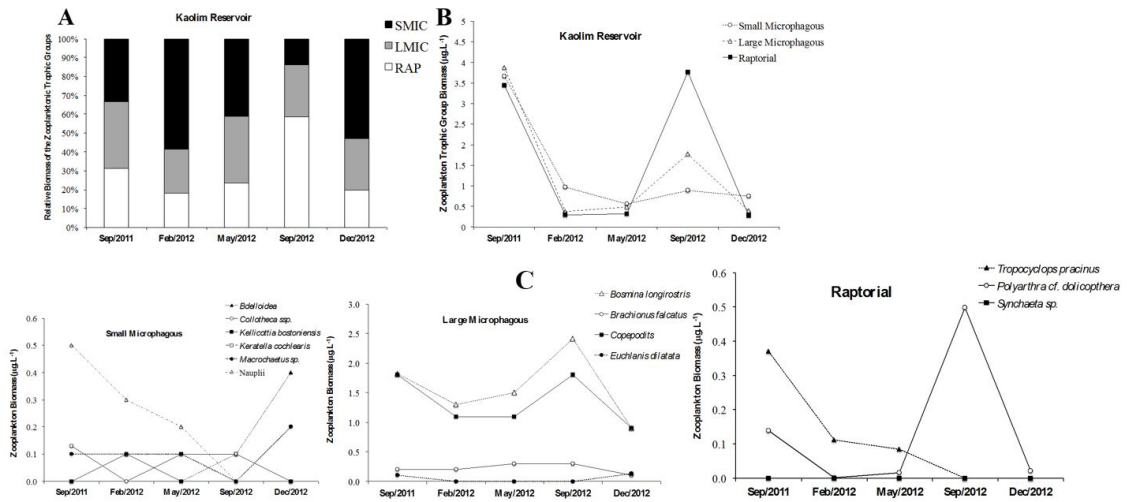 A
Kaolim Reservoir
SMIC
LMIC
RAP
Relative Biomass of the Zooplanktonic Trophic Groups
100%
90%
80%
70%
60%
50%
40%
30%
20%
10%
0%
Sep/2011 Feb/2012 May/2012 Sep/2012 Dec/2012
B
Kaolim Reservoir
Small Microphagous
Large Microphagous
Raptorial
Zooplankton Trophic Group Biomass (µg.L-1)
5
4.5
4
3.5
3
2.5
2
1.5
1
0.5
0
Sep/2011 Feb/2012 May/2012 Sep/2012 Dec/2012
C
Small Microphagous
Bdelloidea
Collotheca ssp.
Kellicottia bostoniensis
Keratella cochlearis
Macrochaetus sp.
Nauplii
Zooplankton Biomass (µg.L-1)
0.6
0.5
0.4
0.3
0.2
0.1
0.0
Sep/2011 Feb/2012 May/2012 Sep/2012 Dec/2012
Large Microphagous
Bosmina longirostris
Brachionus falcatus
Copepodits
Euchlanis dilatata
Zooplankton Biomass (µg.L-1)
3.0
2.5
2.0
1.5
1.0
0.5
0.0
Sep/2011 Feb/2012 May/2012 Sep/2012 Dec/2012
Raptorial
Tropocyclops pracinus
Polyarthra cf. dolicopthera
Synchaeta sp.
Zooplankton Biomass (µg.L-1)
0.6
0.5
0.4
0.3
0.2
0.1
0.0
Sep/2011 Feb/2012 May/2012 Sep/2012 Dec/2012